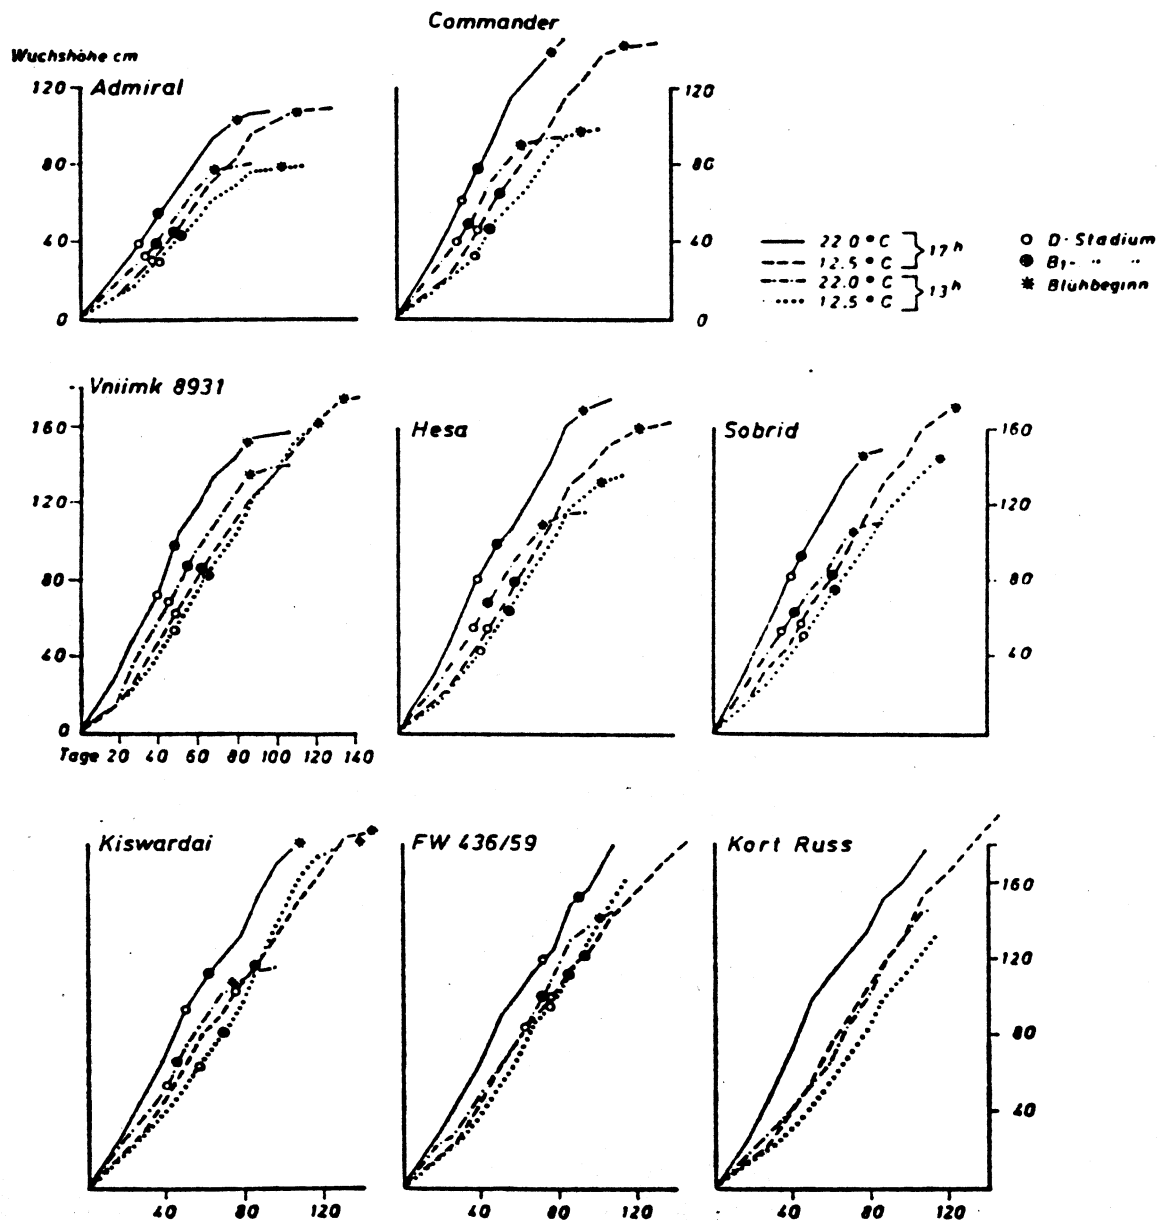 Commander
Wuchshöhe cm
Admiral
120
80
40
0
120
80
40
0
22.0°C
12.5°C
17h
22.0°C
12.5°C
13h
D-Stadium
B1- " "
Blühbeginn
Vniimk 8931
160
120
80
40
0
Tage 20 40 60 80 100 120 140
Hesa
Sobrid
160
120
80
40
Kiswardai
40 80 120
FW 436/59
40 80 120
Kort Russ
160
120
80
40
40 80 120